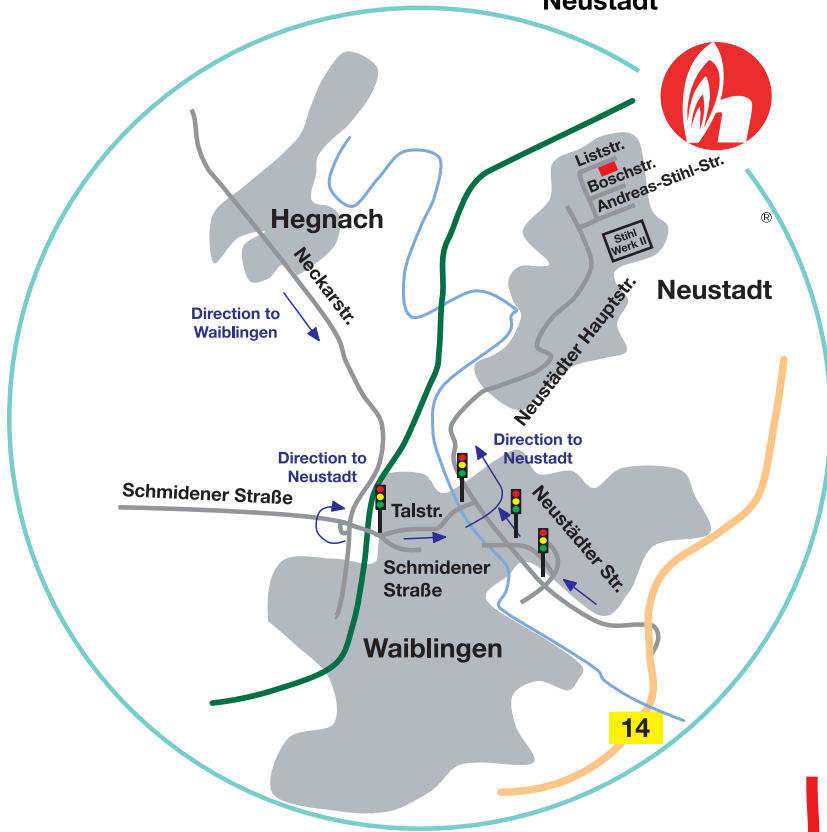 Neustadt
Liststr.
Boschstr.
Andreas-Stihl-Str.
®
Hegnach
Stihl
Werk II
Neckarstr.
Neustadt
Direction to
Waiblingen
Neustädter Hauptstr.
Direction to
Neustadt
Direction to
Neustadt
Schmidener Straße
Talstr.
Neustädter Str.
Schmidener
Straße
Waiblingen
14